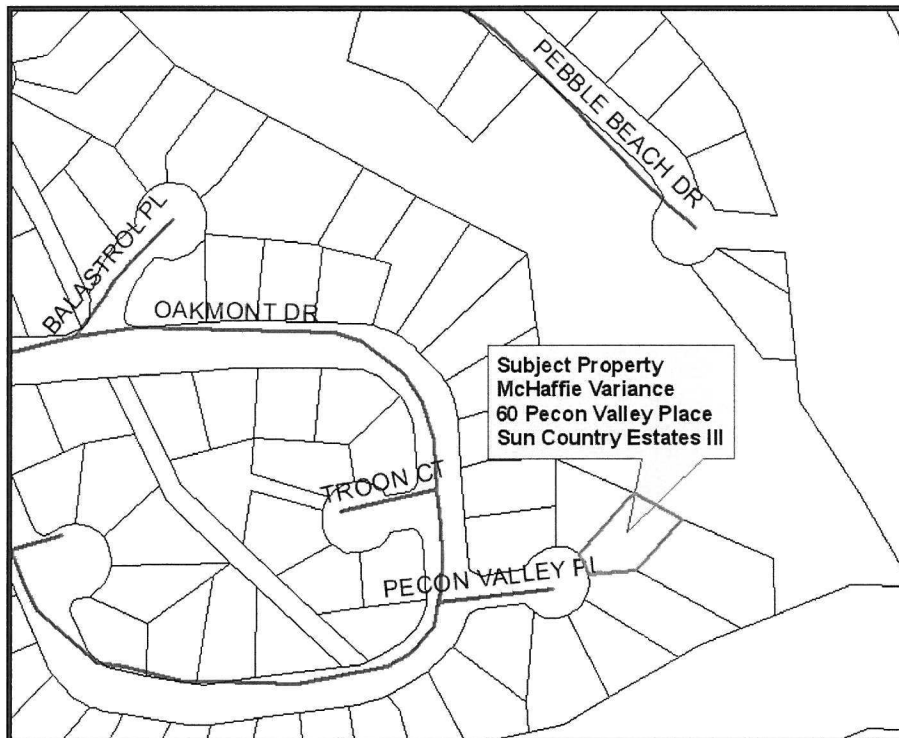 PEBBLE BEACH DR
BALASTROL PL
OAKMONT DR
Subject Property
McHaffie Variance
60 Pecon Valley Place
Sun Country Estates III
TROON CT
PECON VALLEY Pl